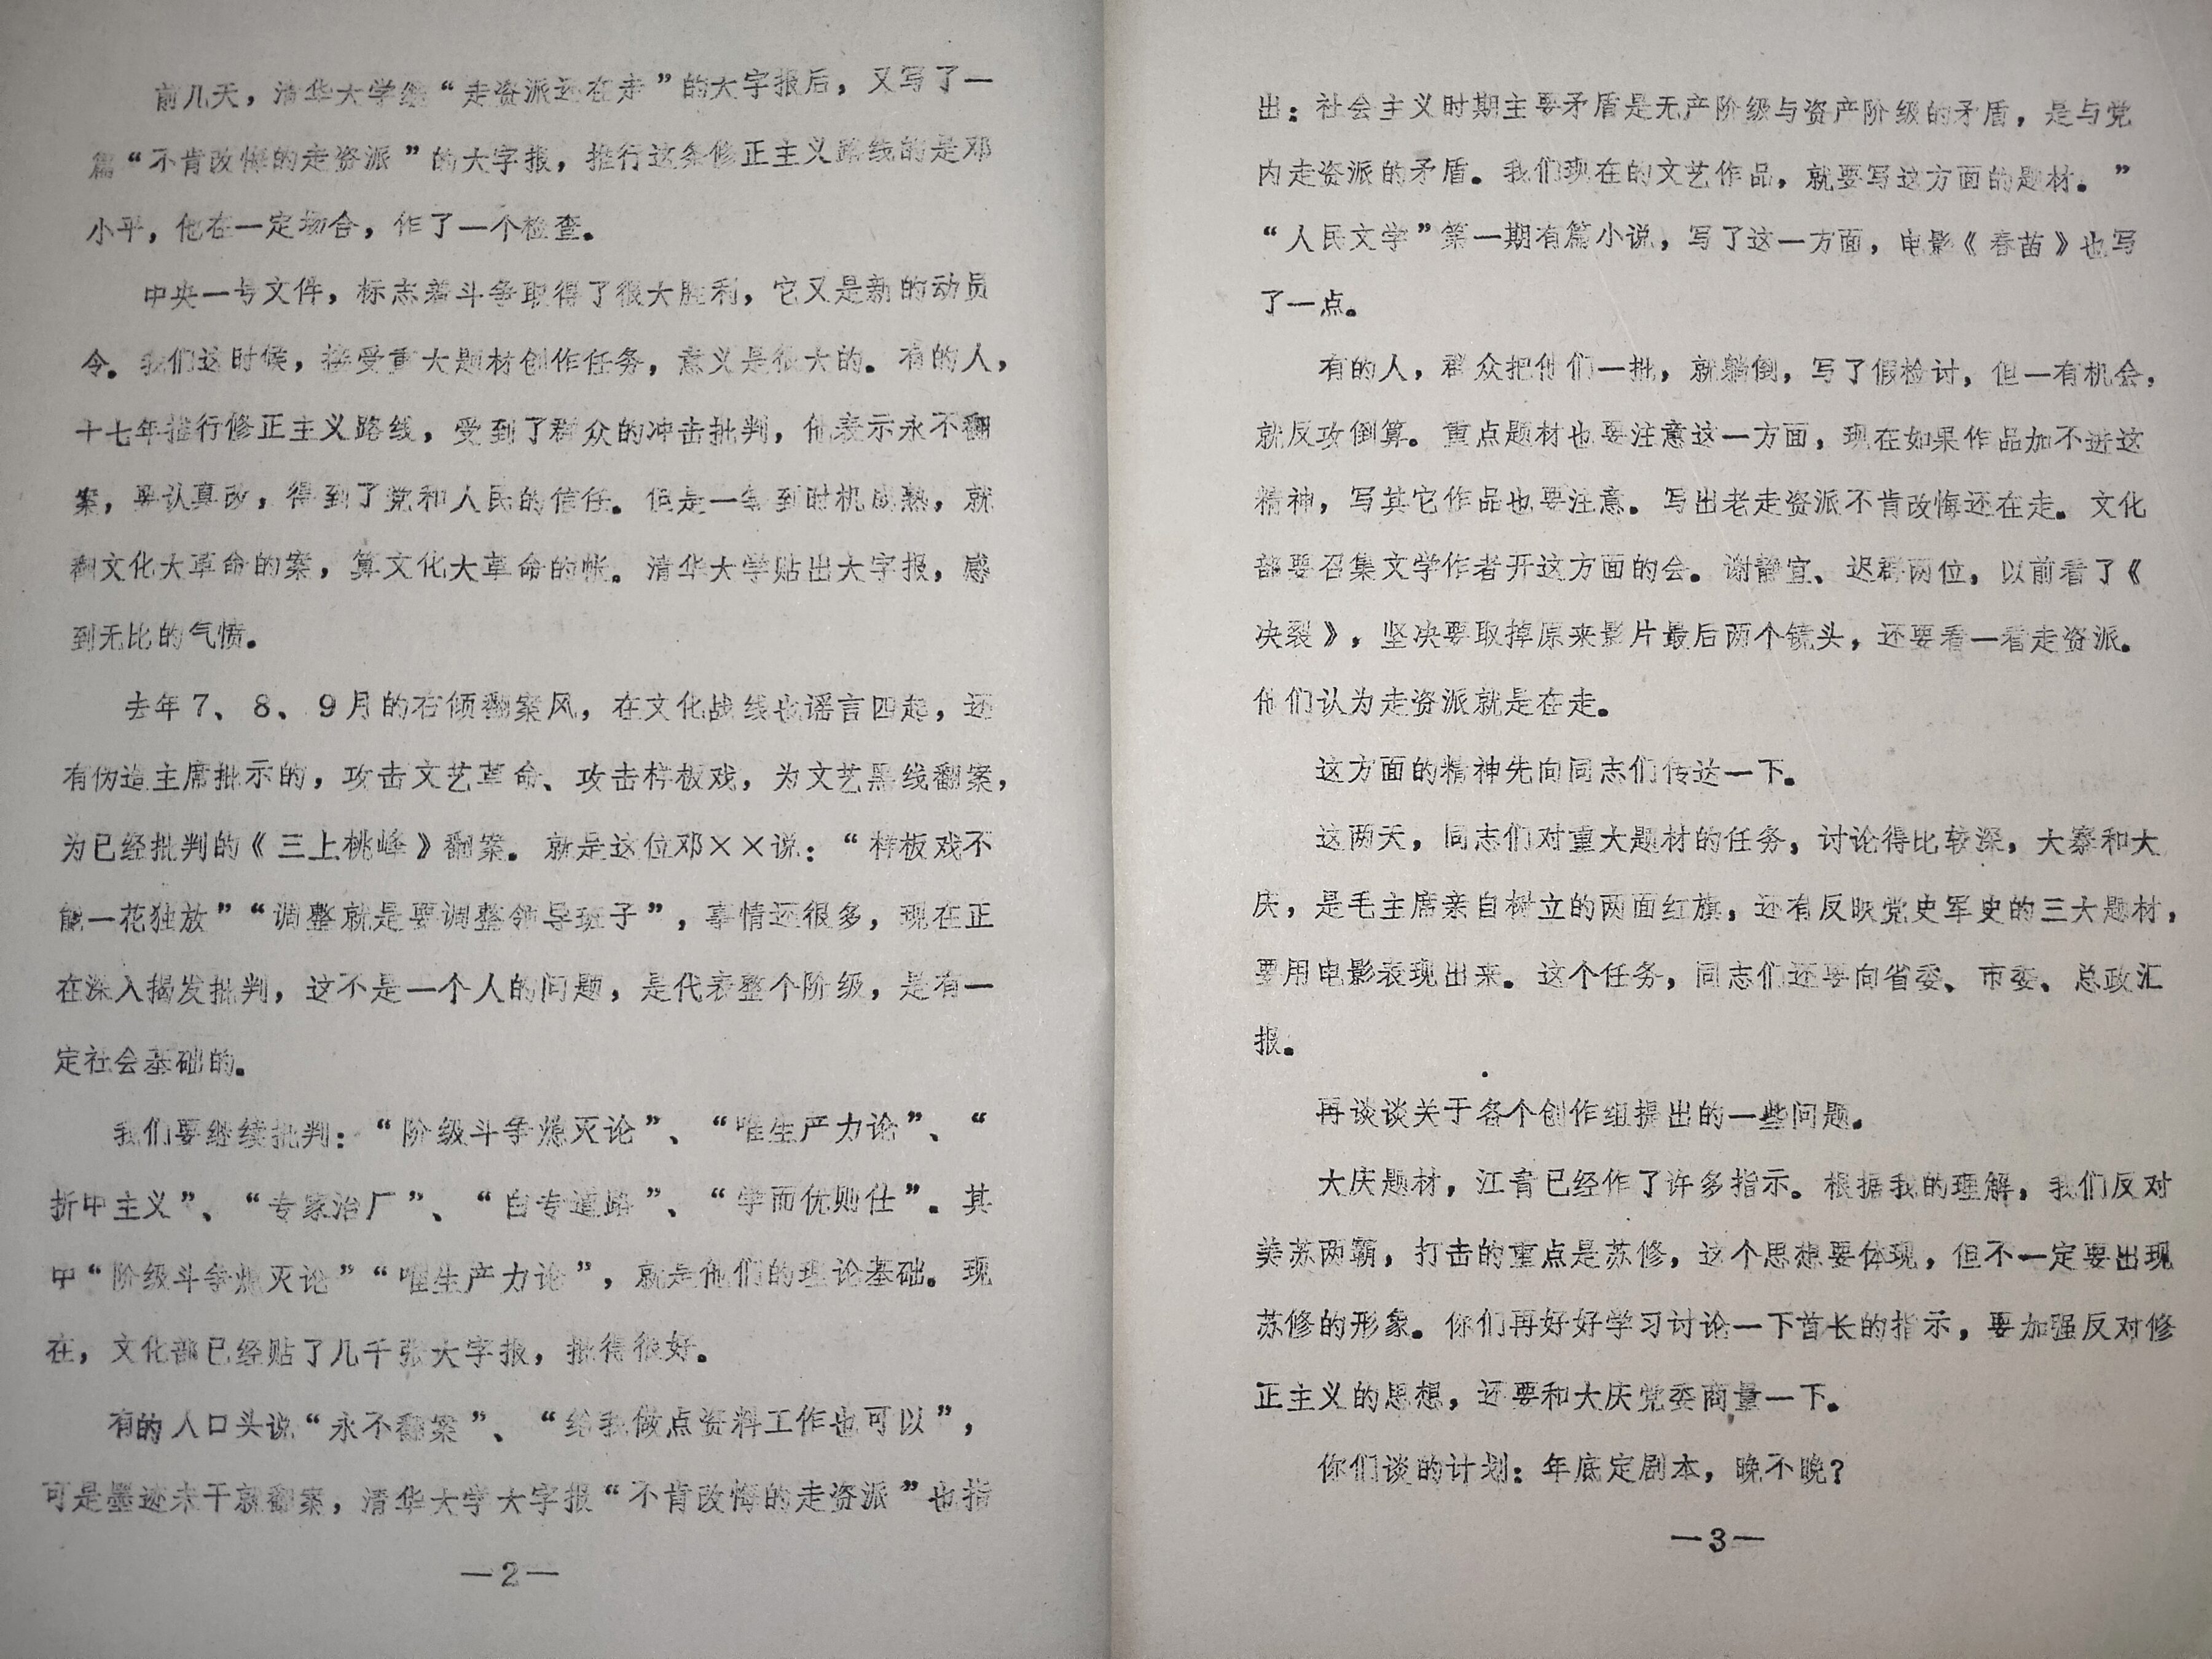 前几天，清华大学继“走资派还在走”的大字报后，又写了一
篇“不肯改悔的走资派”的大字报，推行这条修正主义路线的是邓
小平，他在一定场合，作了一个检查。
中央一号文件，标志着斗争取得了很大胜利，它又是新的动员
令。我们这时候，接受重大题材创作任务，意义是很大的。有的人，
十七年推行修正主义路线，受到了群众的冲击批判，他表示永不翻
案，要认真改，得到了党和人民的信任。但是一等到时机成熟，就
翻文化大革命的案，算文化大革命的帐。清华大学贴出大字报，感
到无比的气愤。
去年7、8、9月的右倾翻案风，在文化战线也谣言四起，还
有伪造主席批示的，攻击文艺革命、攻击样板戏，为文艺黑线翻案，
为已经批判的《三上桃峰》翻案。就是这位邓××说：“样板戏不
能一花独放”“调整就是要调整领导班子”，事情还很多，现在正
在深入揭发批判，这不是一个人的问题，是代表整个阶级，是有一
定社会基础的。
我们要继续批判：“阶级斗争熄灭论”、“唯生产力论”、“
折中主义”、“专家治厂”、“白专道路”、“学而优则仕”。其
中“阶级斗争熄灭论”“唯生产力论”，就是他们的理论基础。现
在，文化部已经贴了几千张大字报，批得很好。
有的人口头说“永不翻案”、“给我做点资料工作也可以”，
可是墨迹未干就翻案，清华大学大字报“不肯改悔的走资派”也指
—2—
出：社会主义时期主要矛盾是无产阶级与资产阶级的矛盾，是与党
内走资派的矛盾。我们现在的文艺作品，就要写这方面的题材。”
“人民文学”第一期有篇小说，写了这一方面，电影《春苗》也写
了一点。
有的人，群众把他们一批，就躺倒，写了假检讨，但一有机会，
就反攻倒算。重点题材也要注意这一方面，现在如果作品加不进这
精神，写其它作品也要注意。写出老走资派不肯改悔还在走。文化
部要召集文学作者开这方面的会。谢静宜、迟群两位，以前看了《
决裂》，坚决要取掉原来影片最后两个镜头，还要看一看走资派。
他们认为走资派就是在走。
这方面的精神先向同志们传达一下。
这两天，同志们对重大题材的任务，讨论得比较深，大寨和大
庆，是毛主席亲自树立的两面红旗，还有反映党史军史的三大题材，
要用电影表现出来。这个任务，同志们还要向省委、市委、总政汇
报。
再谈谈关于各个创作组提出的一些问题。
大庆题材，江青已经作了许多指示。根据我的理解，我们反对
美苏两霸，打击的重点是苏修，这个思想要体现，但不一定要出现
苏修的形象。你们再好好学习讨论一下首长的指示，要加强反对修
正主义的思想，还要和大庆党委商量一下。
你们谈的计划：年底定剧本，晚不晚？
—3—